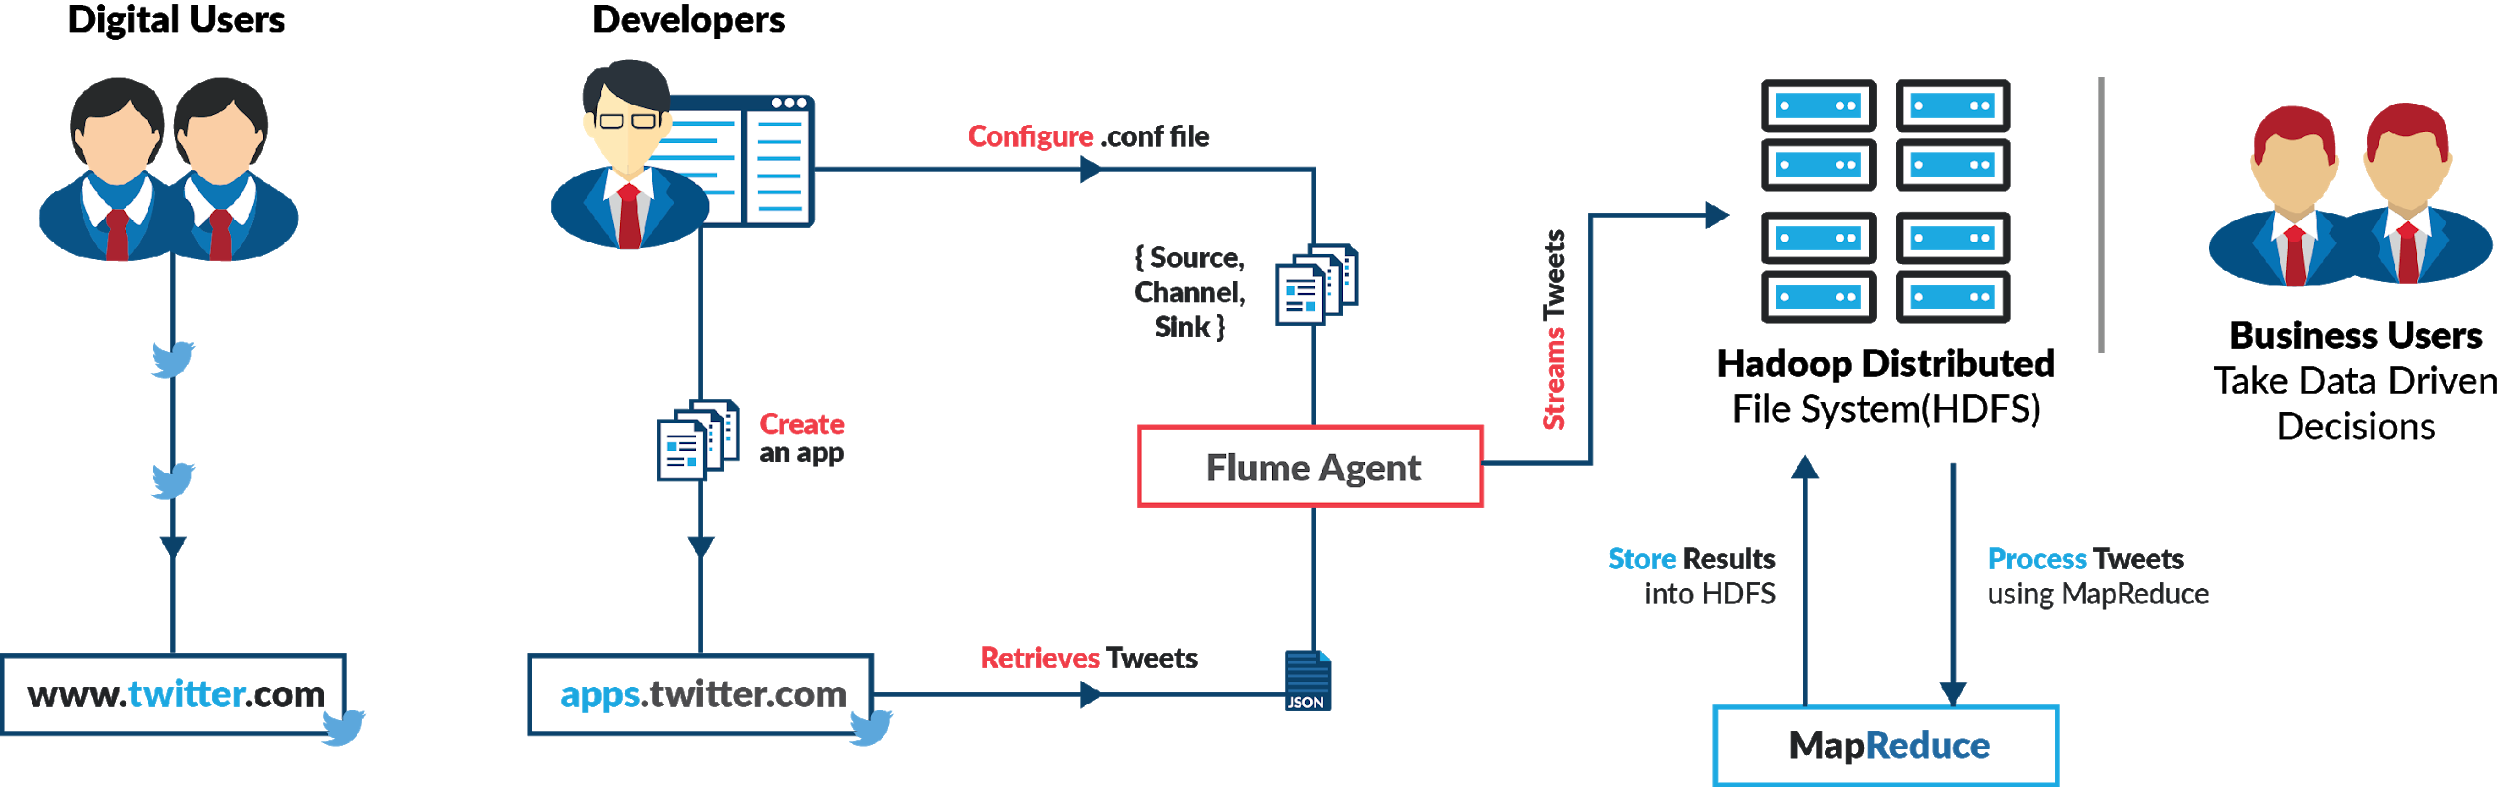 Digital Users
Developers
Configure .conf file
{ Source,
Channel,
Sink }
Create
an app
Flume Agent
Streams Tweets
Hadoop Distributed
File System(HDFS)
Business Users
Take Data Driven
Decisions
Store Results
into HDFS
Process Tweets
using MapReduce
www.twitter.com
apps.twitter.com
Retrieves Tweets
JSON
MapReduce